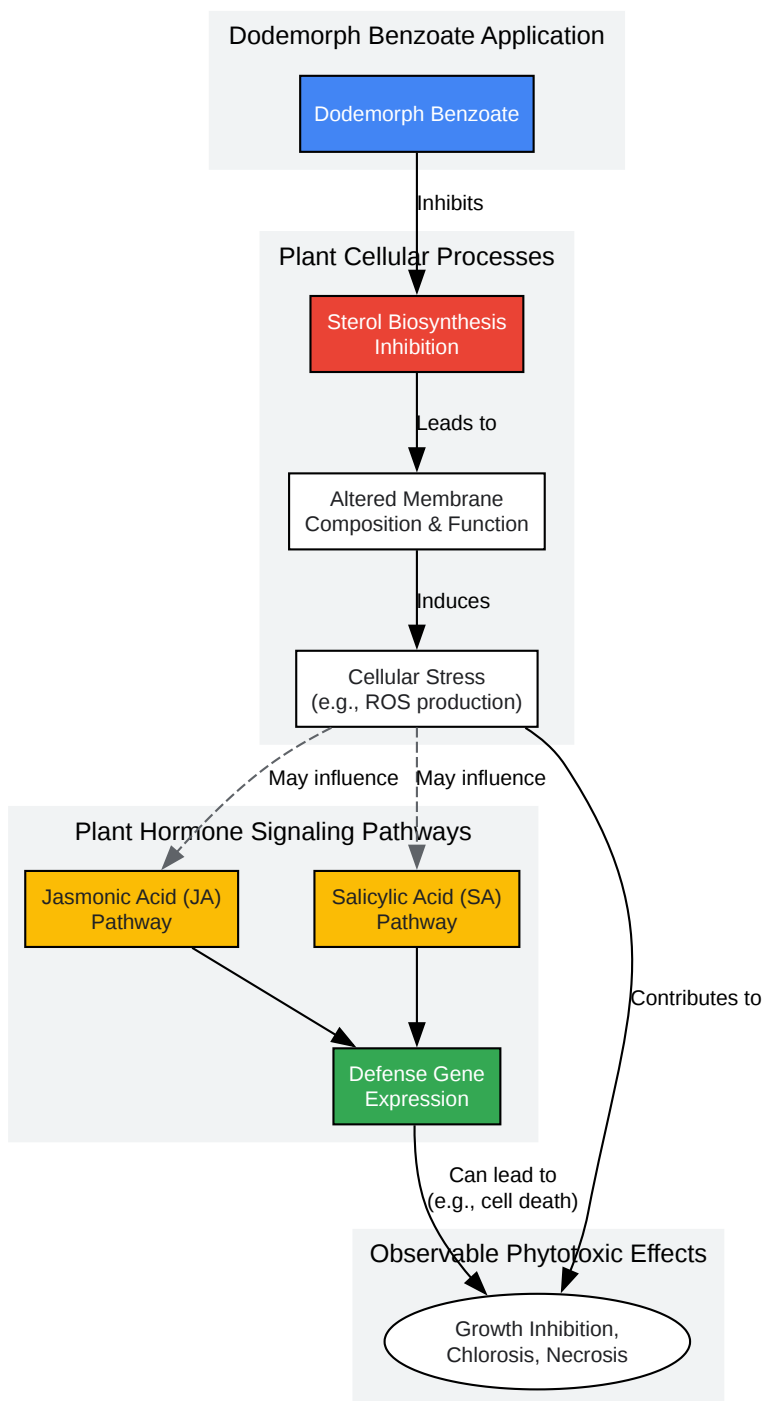 Dodemorph Benzoate Application
Dodemorph Benzoate
Inhibits
Plant Cellular Processes
Sterol Biosynthesis
Inhibition
Leads to
Altered Membrane
Composition & Function
Induces
Cellular Stress
(e.g., ROS production)
May influence
May influence
Plant Hormone Signaling Pathways
Jasmonic Acid (JA)
Pathway
Salicylic Acid (SA)
Pathway
Contributes to
Defense Gene
Expression
Can lead to
(e.g., cell death)
Observable Phytotoxic Effects
Growth Inhibition,
Chlorosis, Necrosis